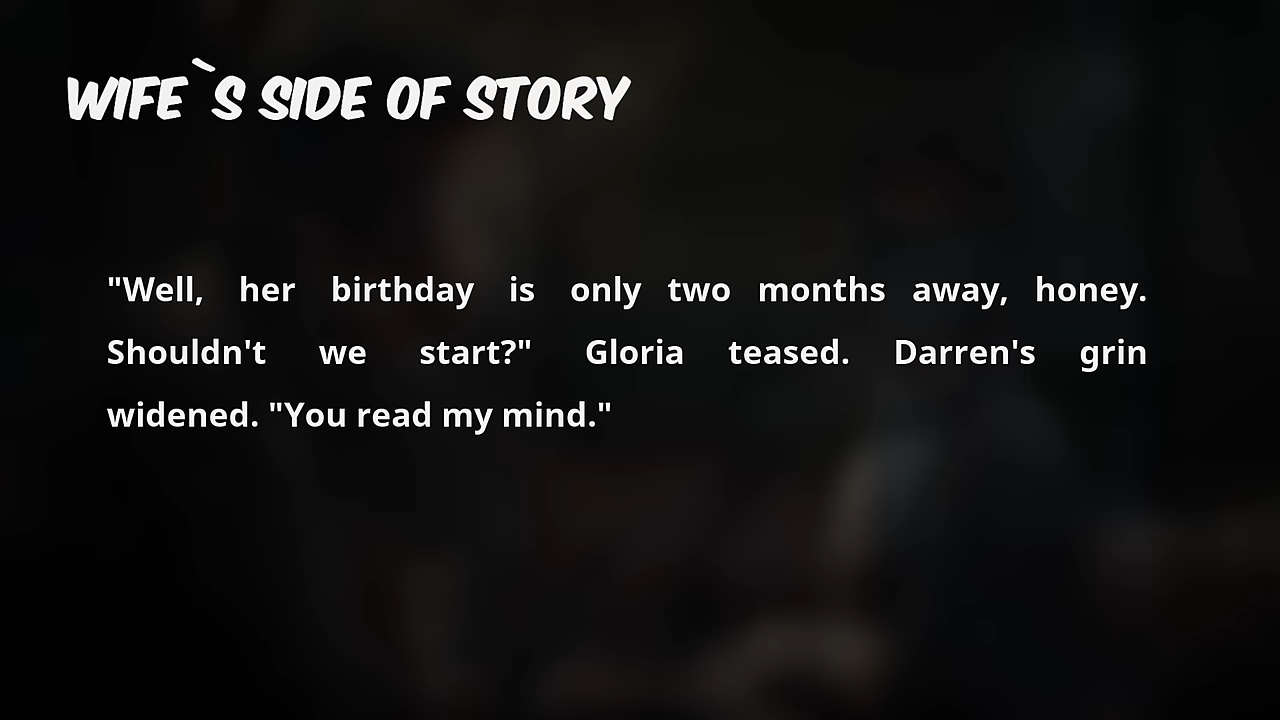 WIFE`S SIDE OF STORY
"Well, her birthday is only two months away, honey.
Shouldn't we start?" Gloria teased. Darren's grin
widened. "You read my mind."